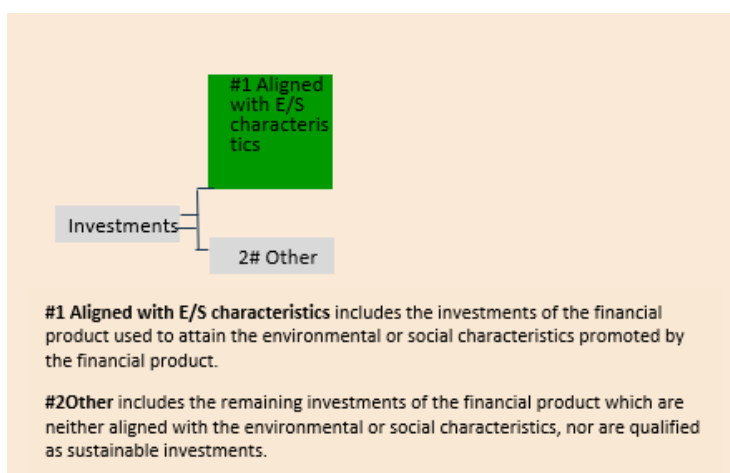 #1 Aligned
with E/S
characteris
tics
Investments
2# Other
#1 Aligned with E/S characteristics includes the investments of the financial
product used to attain the environmental or social characteristics promoted by
the financial product.
#2Other includes the remaining investments of the financial product which are
neither aligned with the environmental or social characteristics, nor are qualified
as sustainable investments.